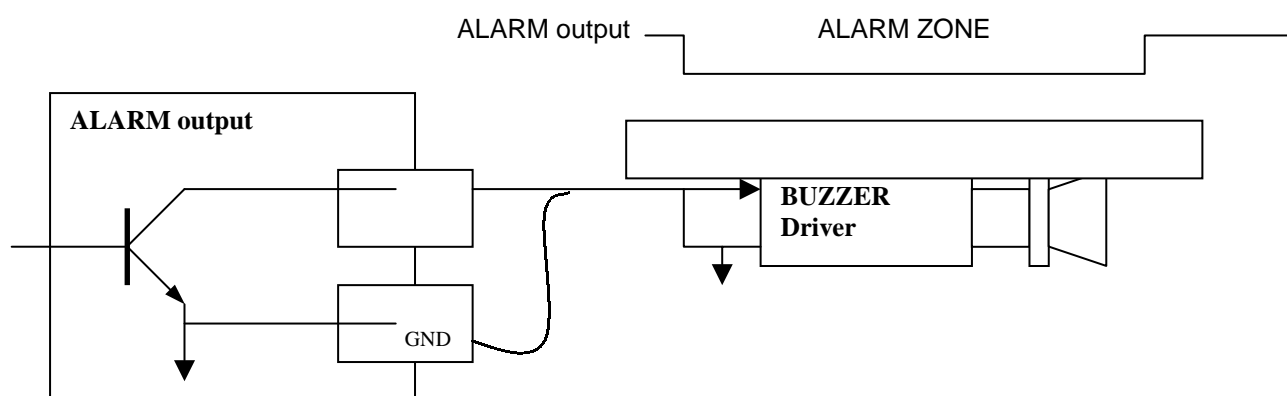 ALARM output ALARM ZONE
ALARM output
BUZZER
Driver
GND